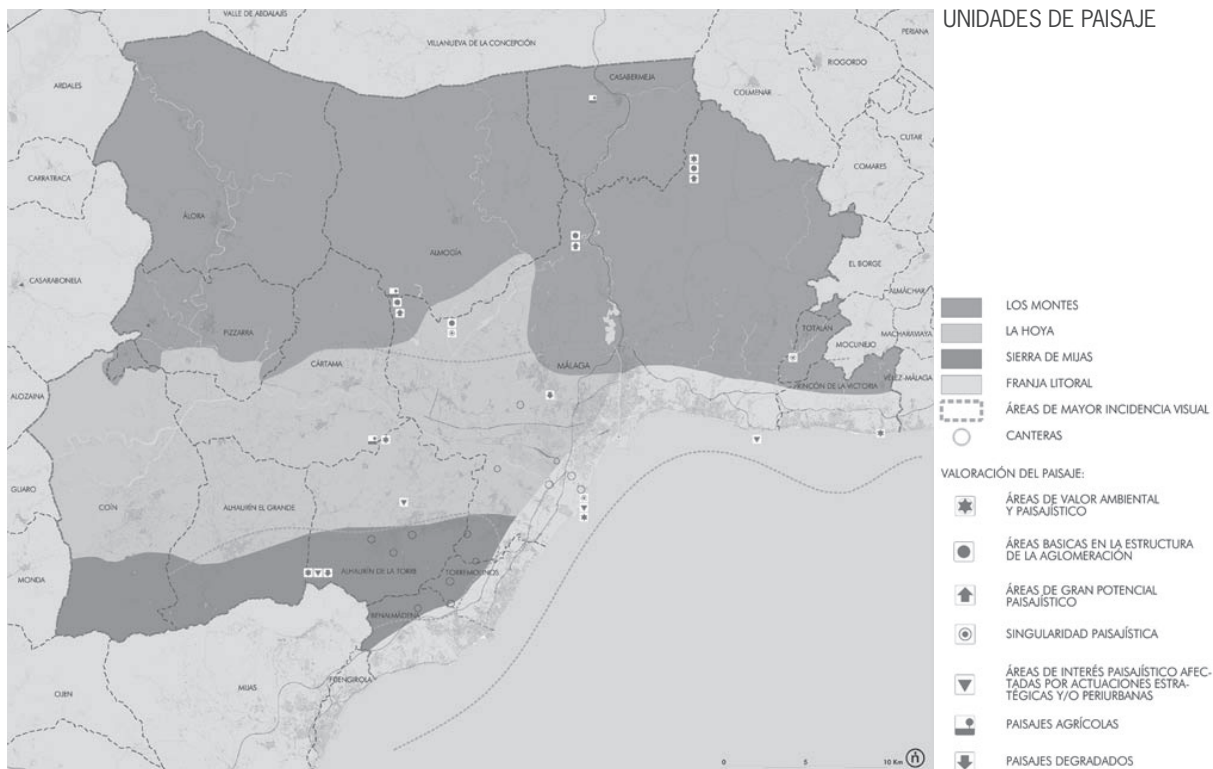 UNIDADES DE PAISAJE
VALLE DE ABDALAJÍS
VILLANUEVA DE LA CONCEPCIÓN
PERIANA
RIOGORDO
ARDALES
CASABERMEJA
COLMENAR
CUTAR
COMARES
CARRATRACA
ÁLORA
ALMOGÍA
EL BORGE
CASARABONELA
ALMÁCHAR
PIZZARRA
TOTALÁN
MACHARAVIAYA
MOCLINEJO
CÁRTAMA
MÁLAGA
VÉLEZ-MÁLAGA
RINCÓN DE LA VICTORIA
ALOZAINA
GUARO
COÍN
ALHAURÍN EL GRANDE
MONDA
ALHAURÍN DE LA TORRE
TORREMOLINOS
BENALMÁDENA
OJEN
MIJAS
FUENGIROLA
0 5 10 Km
n
LOS MONTES
LA HOYA
SIERRA DE MIJAS
FRANJA LITORAL
ÁREAS DE MAYOR INCIDENCIA VISUAL
CANTERAS
VALORACIÓN DEL PAISAJE:
ÁREAS DE VALOR AMBIENTAL
Y PAISAJÍSTICO
ÁREAS BASICAS EN LA ESTRUCTURA
DE LA AGLOMERACIÓN
ÁREAS DE GRAN POTENCIAL
PAISAJÍSTICO
SINGULARIDAD PAISAJÍSTICA
ÁREAS DE INTERÉS PAISAJÍSTICO AFEC-
TADAS POR ACTUACIONES ESTRA-
TÉGICAS Y/O PERIURBANAS
PAISAJES AGRÍCOLAS
PAISAJES DEGRADADOS